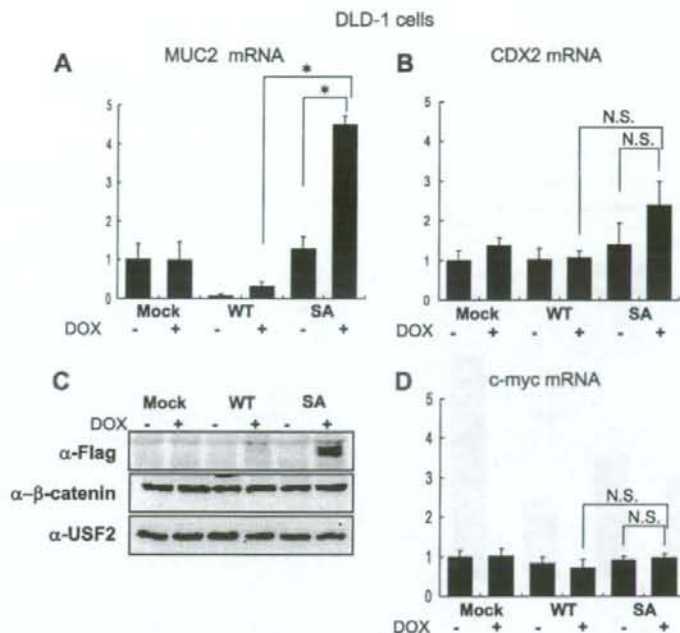 DLD-1 cells
A
MUC2 mRNA
5
4
3
2
1
0
*
*
Mock WT SA
DOX - + - + - +
B
CDX2 mRNA
5
4
3
2
1
0
N.S.
N.S.
Mock WT SA
DOX - + - + - +
C
Mock WT SA
DOX - + - + - +
α-Flag
α-β-catenin
α-USF2
D
c-myc mRNA
5
4
3
2
1
0
N.S.
N.S.
Mock WT SA
DOX - + - + - +